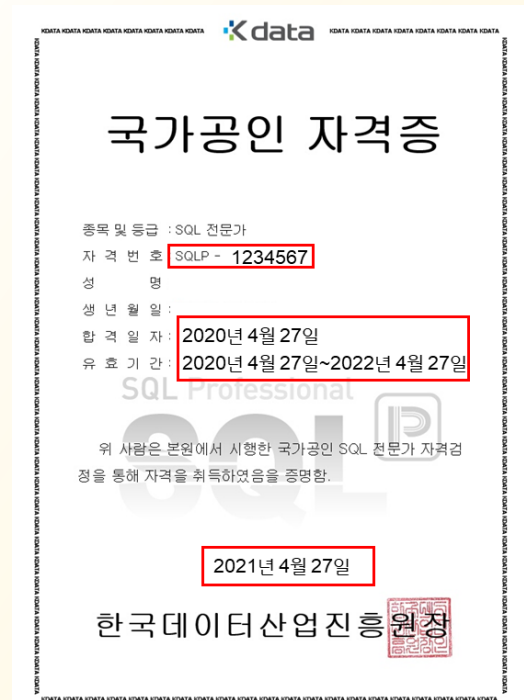 KDATA KDATA KDATA KDATA KDATA KDATA KDATA Kdata KDATA KDATA KDATA KDATA KDATA KDATA KDATA
국가공인 자격증
종목 및 등급 : SQL 전문가
자 격 번 호 SQLP - 1234567
성 명
생 년 월 일 :
합 격 일 자 : 2020년 4월 27일
유 효 기 간 : 2020년 4월 27일~2022년 4월 27일
SQL Professional
SQL
위 사람은 본원에서 시행한 국가공인 SQL 전문가 자격검
정을 통해 자격을 취득하였음을 증명함.
2021년 4월 27일
한국데이터산업진흥원장